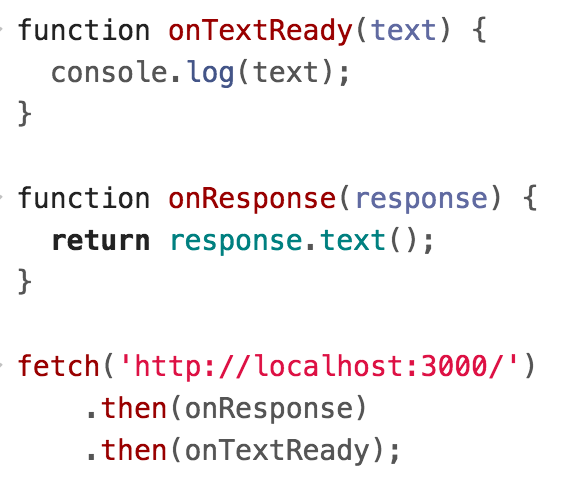 function onTextReady(text) {
  console.log(text);
}

function onResponse(response) {
  return response.text();
}

fetch('http://localhost:3000/')
    .then(onResponse)
    .then(onTextReady);